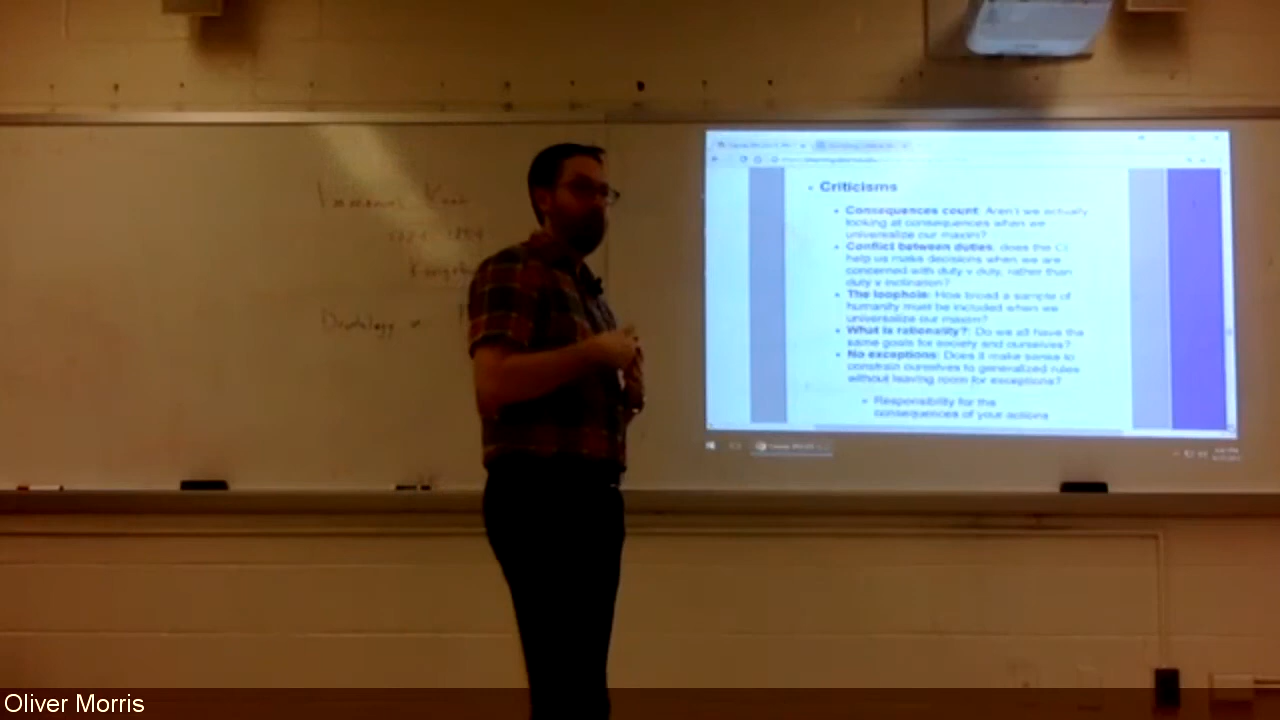 Immanuel Kant
1724 - 1804
Deontology =
Criticisms
Consequences count: Aren't we actually
looking at consequences when we
universalize our maxim?
Conflict between duties: does the CI
help us make decisions when we are
concerned with duty v duty, rather than
duty v inclination?
The loophole: How broad a sample of
humanity must be included when we
universalize our maxim?
What is rationality?: Do we all have the
same goals for society and ourselves?
No exceptions: Does it make sense to
constrain ourselves to generalized rules
without leaving room for exceptions?
Responsibility for the
consequences of your actions
Oliver Morris